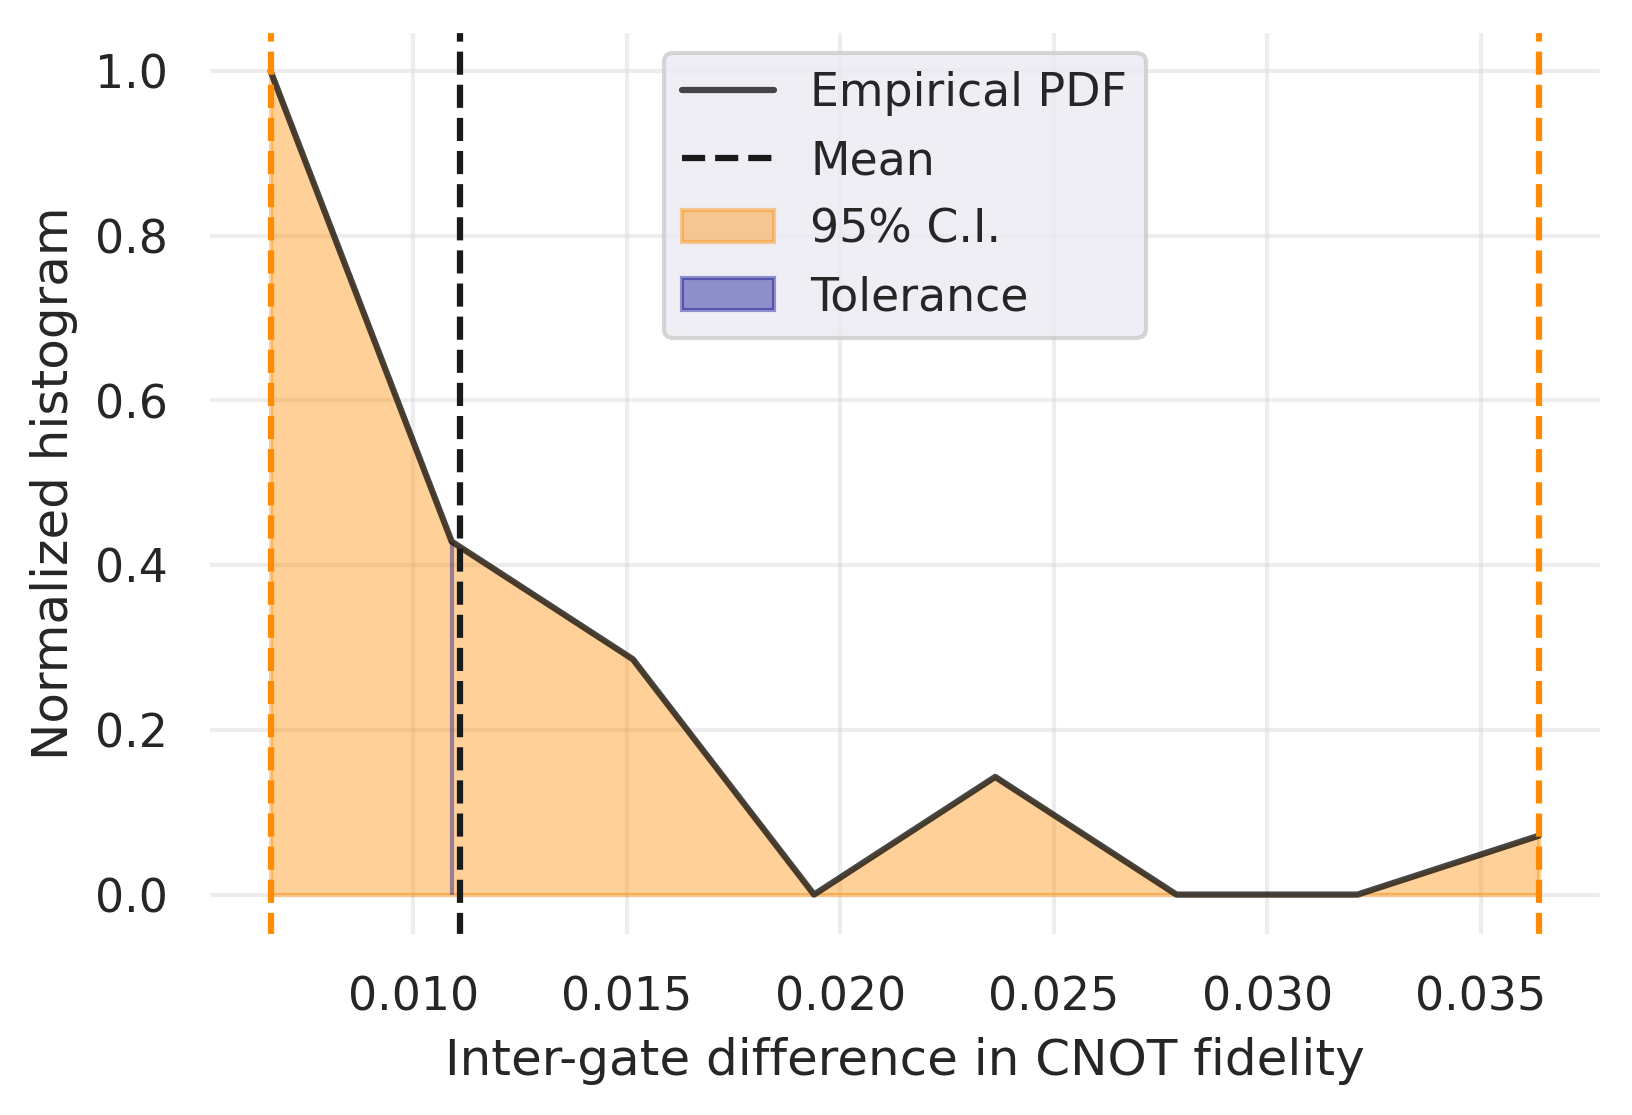 1.0
0.8
0.6
0.4
0.2
0.0
Normalized histogram
Empirical PDF
Mean
95% C.I.
Tolerance
0.010 0.015 0.020 0.025 0.030 0.035
Inter-gate difference in CNOT fidelity